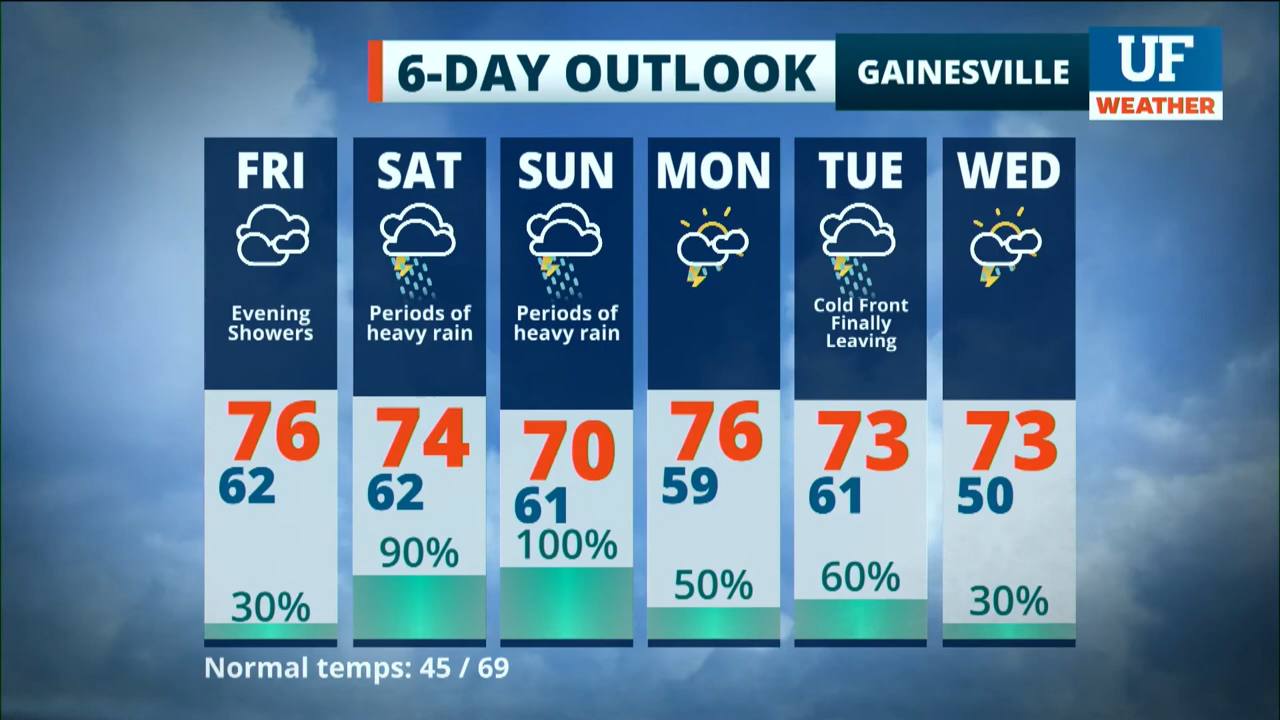 6-DAY OUTLOOK
GAINESVILLE
UF
WEATHER
FRI
Evening
Showers
76
62
30%
SAT
Periods of
heavy rain
74
62
90%
SUN
Periods of
heavy rain
70
61
100%
MON
76
59
50%
TUE
Cold Front
Finally
Leaving
73
61
60%
WED
73
50
30%
Normal temps: 45 / 69